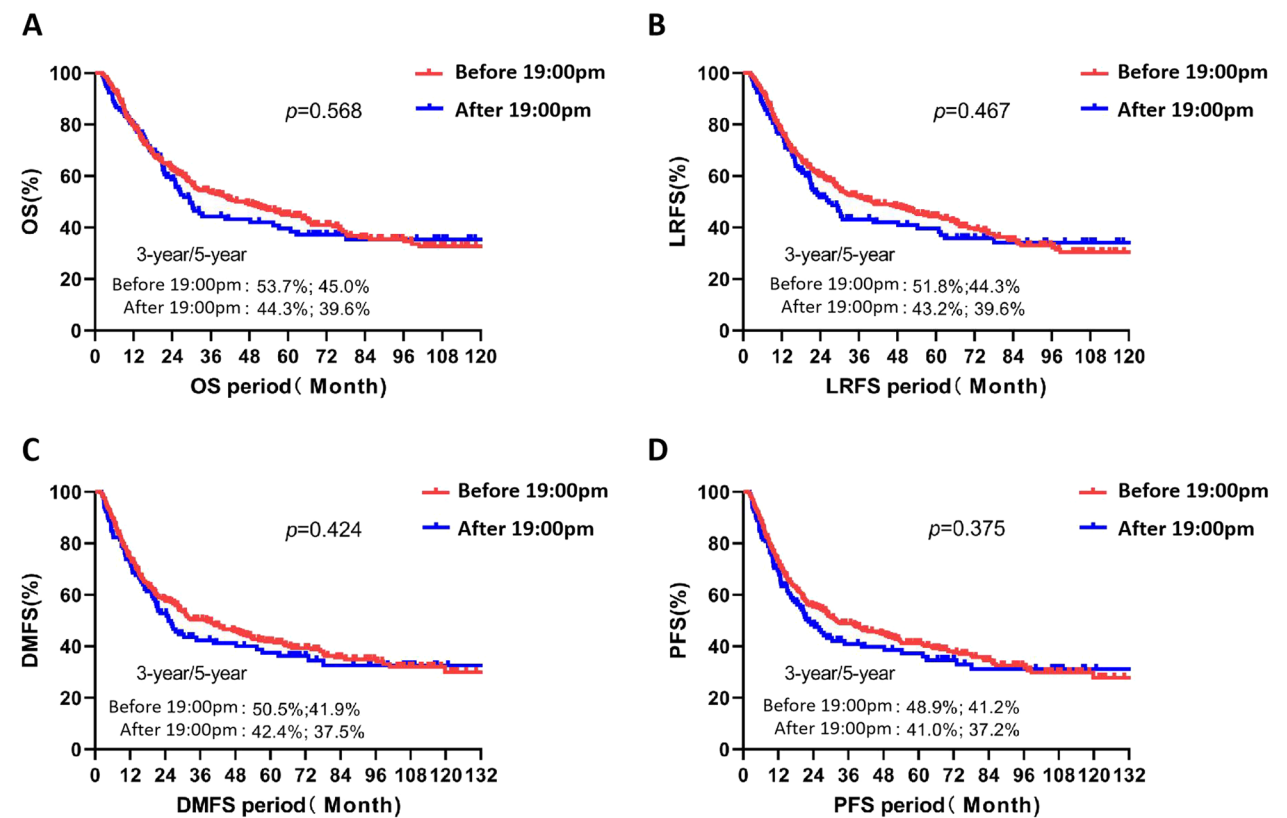 A
Before 19:00pm
After 19:00pm
p=0.568
OS(%)
100
80
60
40
20
0
3-year/5-year
Before 19:00pm : 53.7%; 45.0%
After 19:00pm : 44.3%; 39.6%
0 12 24 36 48 60 72 84 96 108 120
OS period( Month)
B
Before 19:00pm
After 19:00pm
p=0.467
LRFS(%)
100
80
60
40
20
0
3-year/5-year
Before 19:00pm : 51.8%;44.3%
After 19:00pm : 43.2%; 39.6%
0 12 24 36 48 60 72 84 96 108 120
LRFS period( Month)
C
Before 19:00pm
After 19:00pm
p=0.424
DMFS(%)
100
80
60
40
20
0
3-year/5-year
Before 19:00pm : 50.5%;41.9%
After 19:00pm : 42.4%; 37.5%
0 12 24 36 48 60 72 84 96 108 120 132
DMFS period( Month)
D
Before 19:00pm
After 19:00pm
p=0.375
PFS(%)
100
80
60
40
20
0
3-year/5-year
Before 19:00pm : 48.9%; 41.2%
After 19:00pm : 41.0%; 37.2%
0 12 24 36 48 60 72 84 96 108 120 132
PFS period( Month)